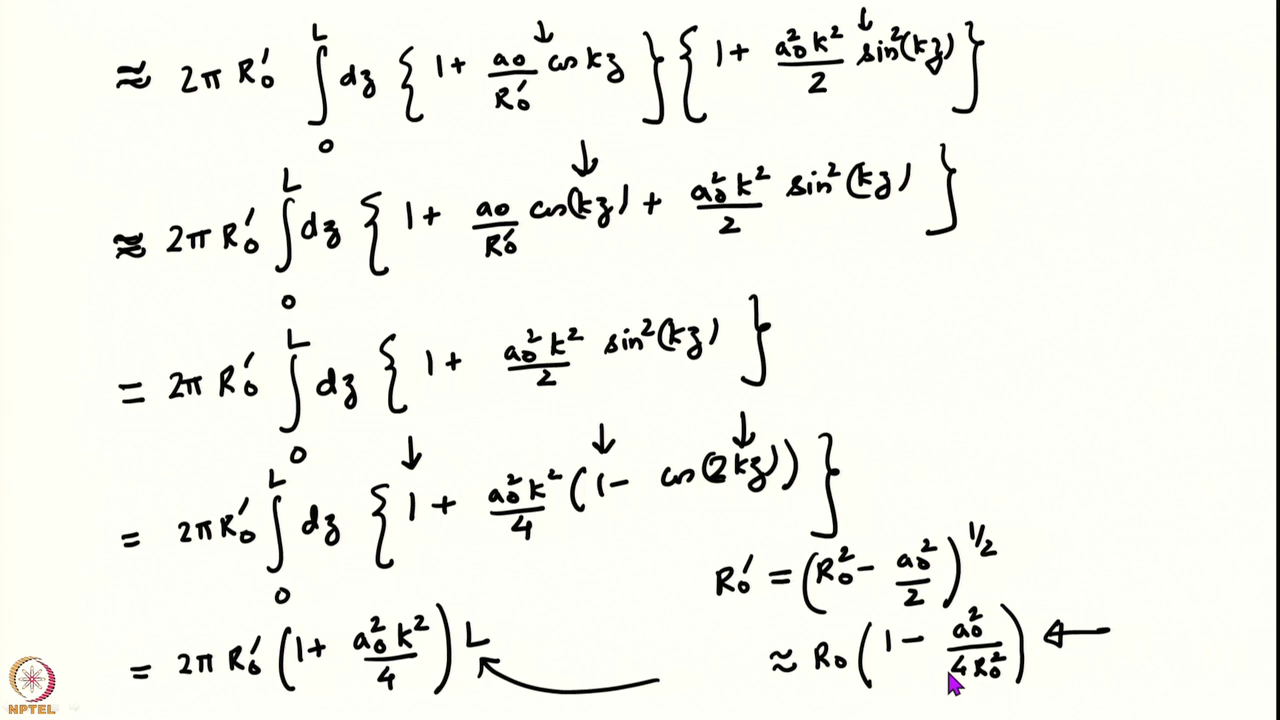 ≈ 2π R₀′ ∫₀ᴸ dz { 1 + a₀/R₀′ cos kz } { 1 + a₀²k²/2 sin²(kz) }
≈ 2π R₀′ ∫₀ᴸ dz { 1 + a₀/R₀′ cos(kz) + a₀²k²/2 sin²(kz) }
= 2π R₀′ ∫₀ᴸ dz { 1 + a₀²k²/2 sin²(kz) }
= 2π R₀′ ∫₀ᴸ dz { 1 + a₀²k²/4 (1 - cos(2kz)) }
R₀′ = (R₀² - a₀²/2)^1/2
= 2π R₀′ (1 + a₀²k²/4) L
≈ R₀ (1 - a₀²/4R₀²)
NPTEL